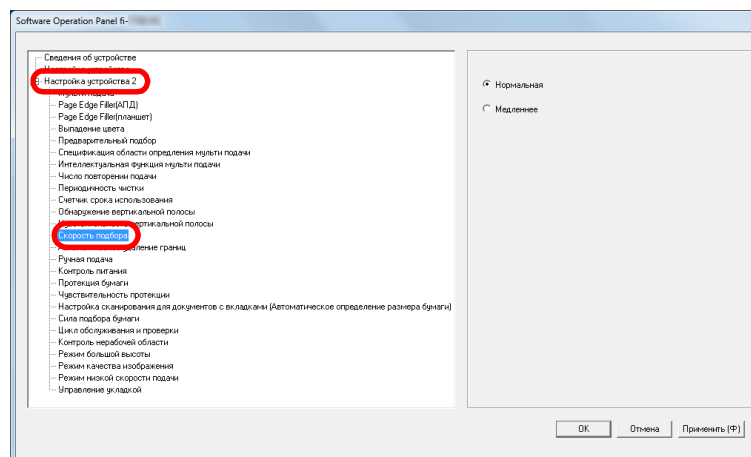 Software Operation Panel fi-
Сведения об устройстве
Настройка устройства 2
Page Edge Filler(АПД)
Page Edge Filler(планшет)
Выпадение цвета
Предварительный подбор
Спецификация области опредления мульти подачи
Интеллектуальная функция мульти подачи
Число повторении подачи
Периодичность чистки
Счетчик срока использования
Обнаружение вертикальной полосы
вертикальной полосы
Скорость подбора
границ
Ручная подача
Контроль питания
Протекция бумаги
Чувствительность протекции
Настройка сканирования для документов с вкладками (Автоматическое определение размера бумаги)
Сила подбора бумаги
Цикл обслуживания и проверки
Контроль нерабочей области
Режим большой высоты
Режим качества изображения
Режим низкой скорости подачи
Управление укладкой
Нормальная
Медленнее
OK Отмена Применить (Ф)